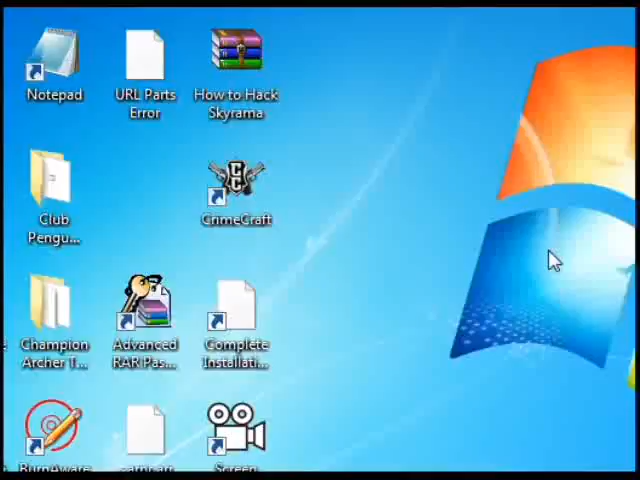 Notepad
URL Parts
Error
How to Hack
Skyrama
Club
Pengu...
CrimeCraft
Champion
Archer T...
Advanced
RAR Pas...
Complete
Installati...
BurnAware
Screen